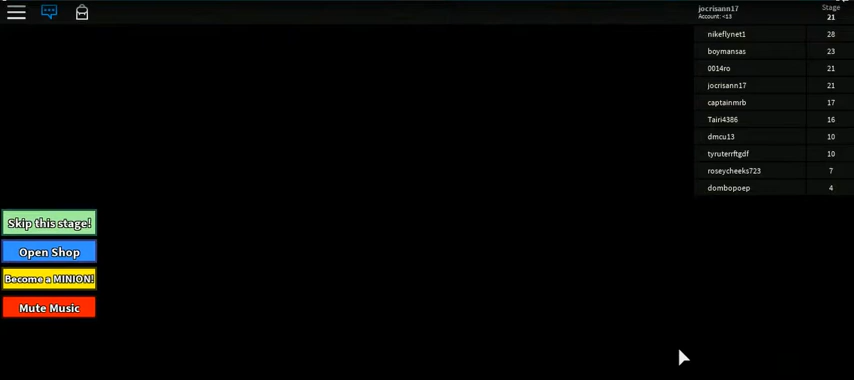 jocrisann17
Account: <13
Stage
21
nikeflynet1 28
boymansas 23
0014ro 21
jocrisann17 21
captainmrb 17
Tairi4386 16
dmcu13 10
tyruterrftgdf 10
roseycheeks723 7
dombopoep 4
Skip this stage!
Open Shop
Become a MINION!
Mute Music